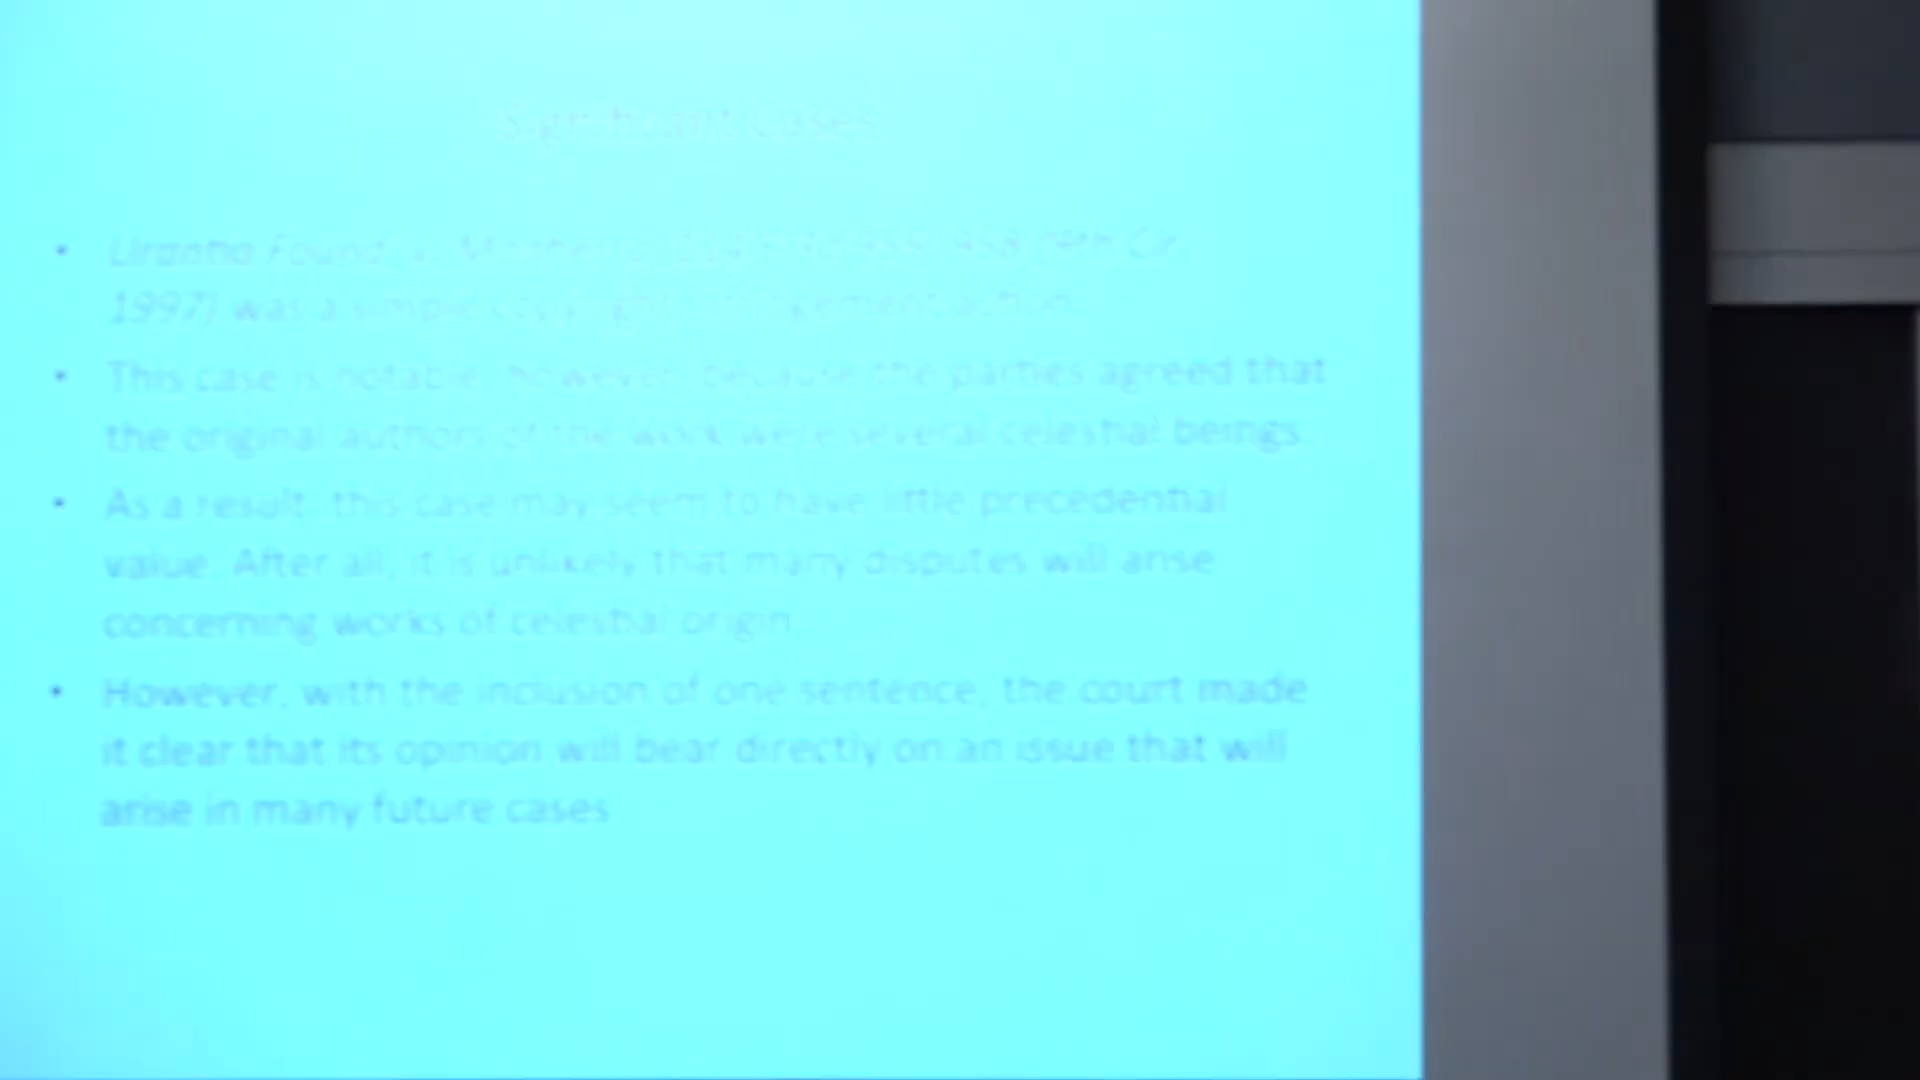 Significant Cases
• Urantia Found. v. Maaherra, 114 F.3d 955, 958 (9th Cir.
1997) was a simple copyright infringement action.
• This case is notable, however, because the parties agreed that
the original authors of the work were several celestial beings.
• As a result, this case may seem to have little precedential
value. After all, it is unlikely that many disputes will arise
concerning works of celestial origin.
• However, with the inclusion of one sentence, the court made
it clear that its opinion will bear directly on an issue that will
arise in many future cases